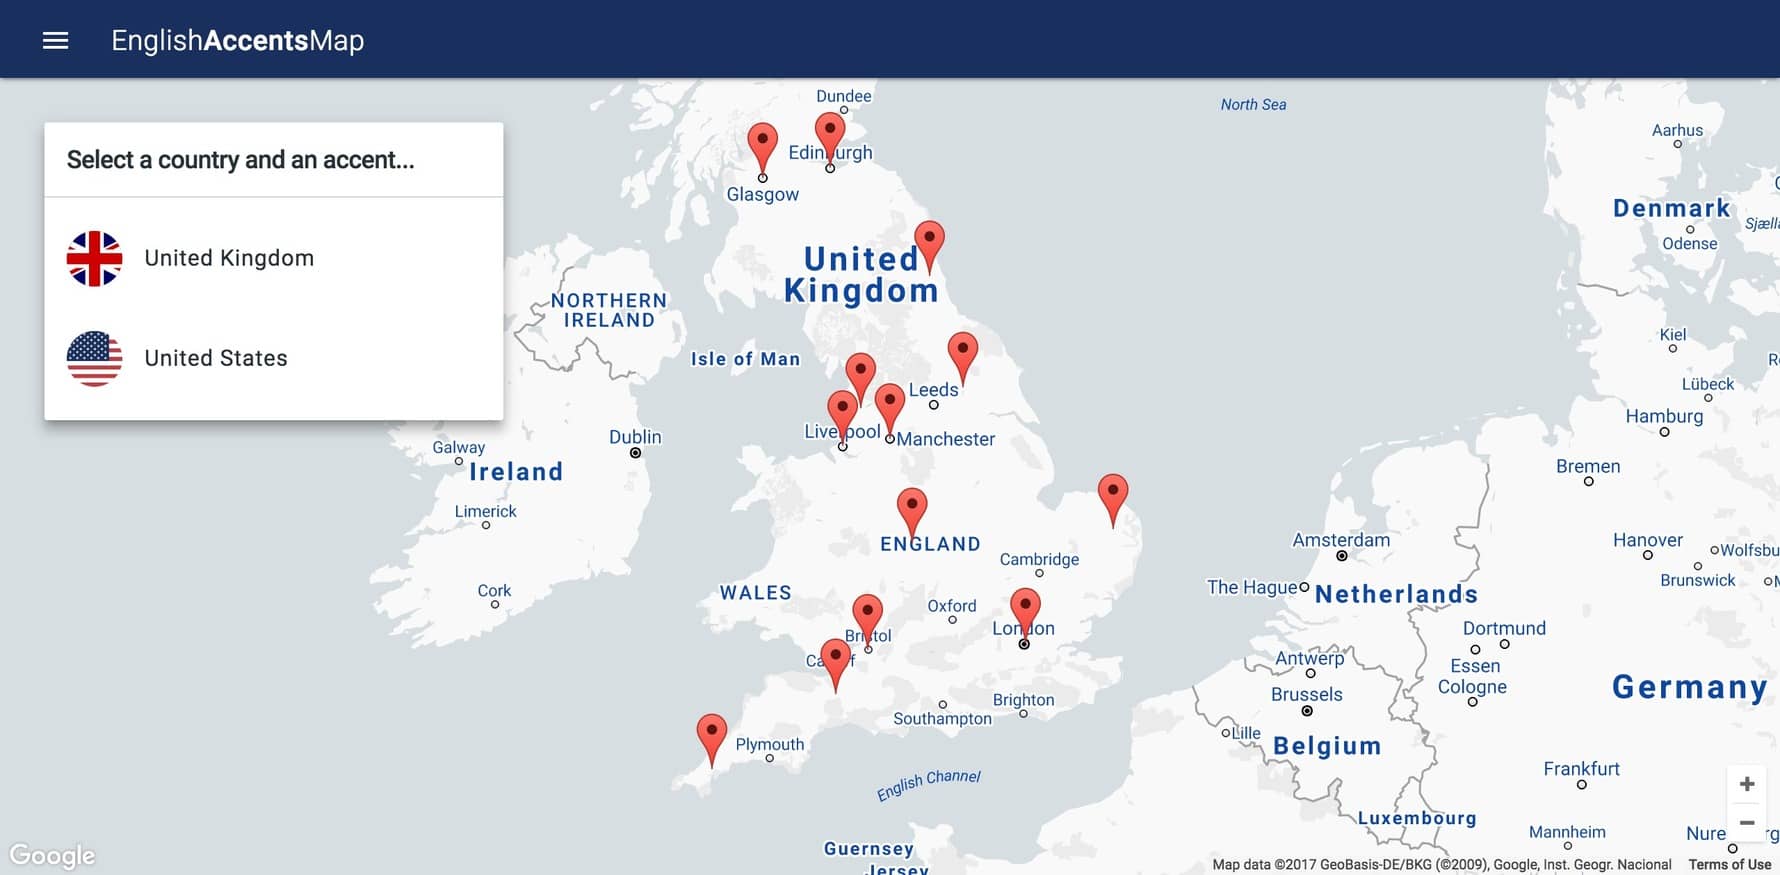 EnglishAccentsMap
Select a country and an accent...
United Kingdom
United States
Dundee
North Sea
Aarhus
Edinburgh
Glasgow
Denmark
Odense
United
Kingdom
NORTHERN
IRELAND
Isle of Man
Kiel
Leeds
Lübeck
Hamburg
Liverpool
Manchester
Dublin
Galway
Ireland
Bremen
Limerick
ENGLAND
Amsterdam
Hanover
Wolfsbu
Cambridge
Brunswick
Cork
WALES
The Hague
Netherlands
Oxford
London
Dortmund
Bristol
Antwerp
Essen
Cologne
Brussels
Germany
Brighton
Southampton
Lille
Belgium
Plymouth
English Channel
Frankfurt
Luxembourg
Mannheim
Guernsey
Jersey
Google
Map data ©2017 GeoBasis-DE/BKG (©2009), Google, Inst. Geogr. Nacional
Terms of Use